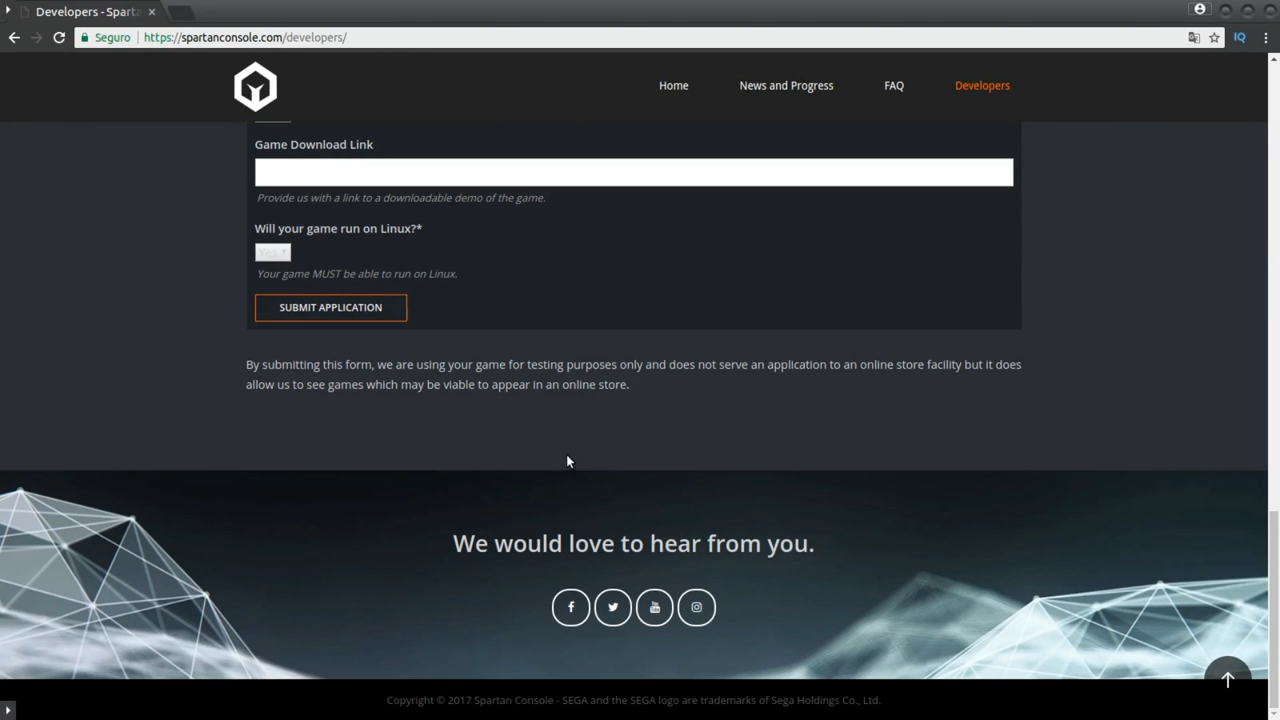 Developers - Sparta
Seguro https://spartanconsole.com/developers/
IQ
Home News and Progress FAQ Developers
Game Download Link
Provide us with a link to a downloadable demo of the game.
Will your game run on Linux?*
Yes
Your game MUST be able to run on Linux.
SUBMIT APPLICATION
By submitting this form, we are using your game for testing purposes only and does not serve an application to an online store facility but it does
allow us to see games which may be viable to appear in an online store.
We would love to hear from you.
Copyright © 2017 Spartan Console - SEGA and the SEGA logo are trademarks of Sega Holdings Co., Ltd.